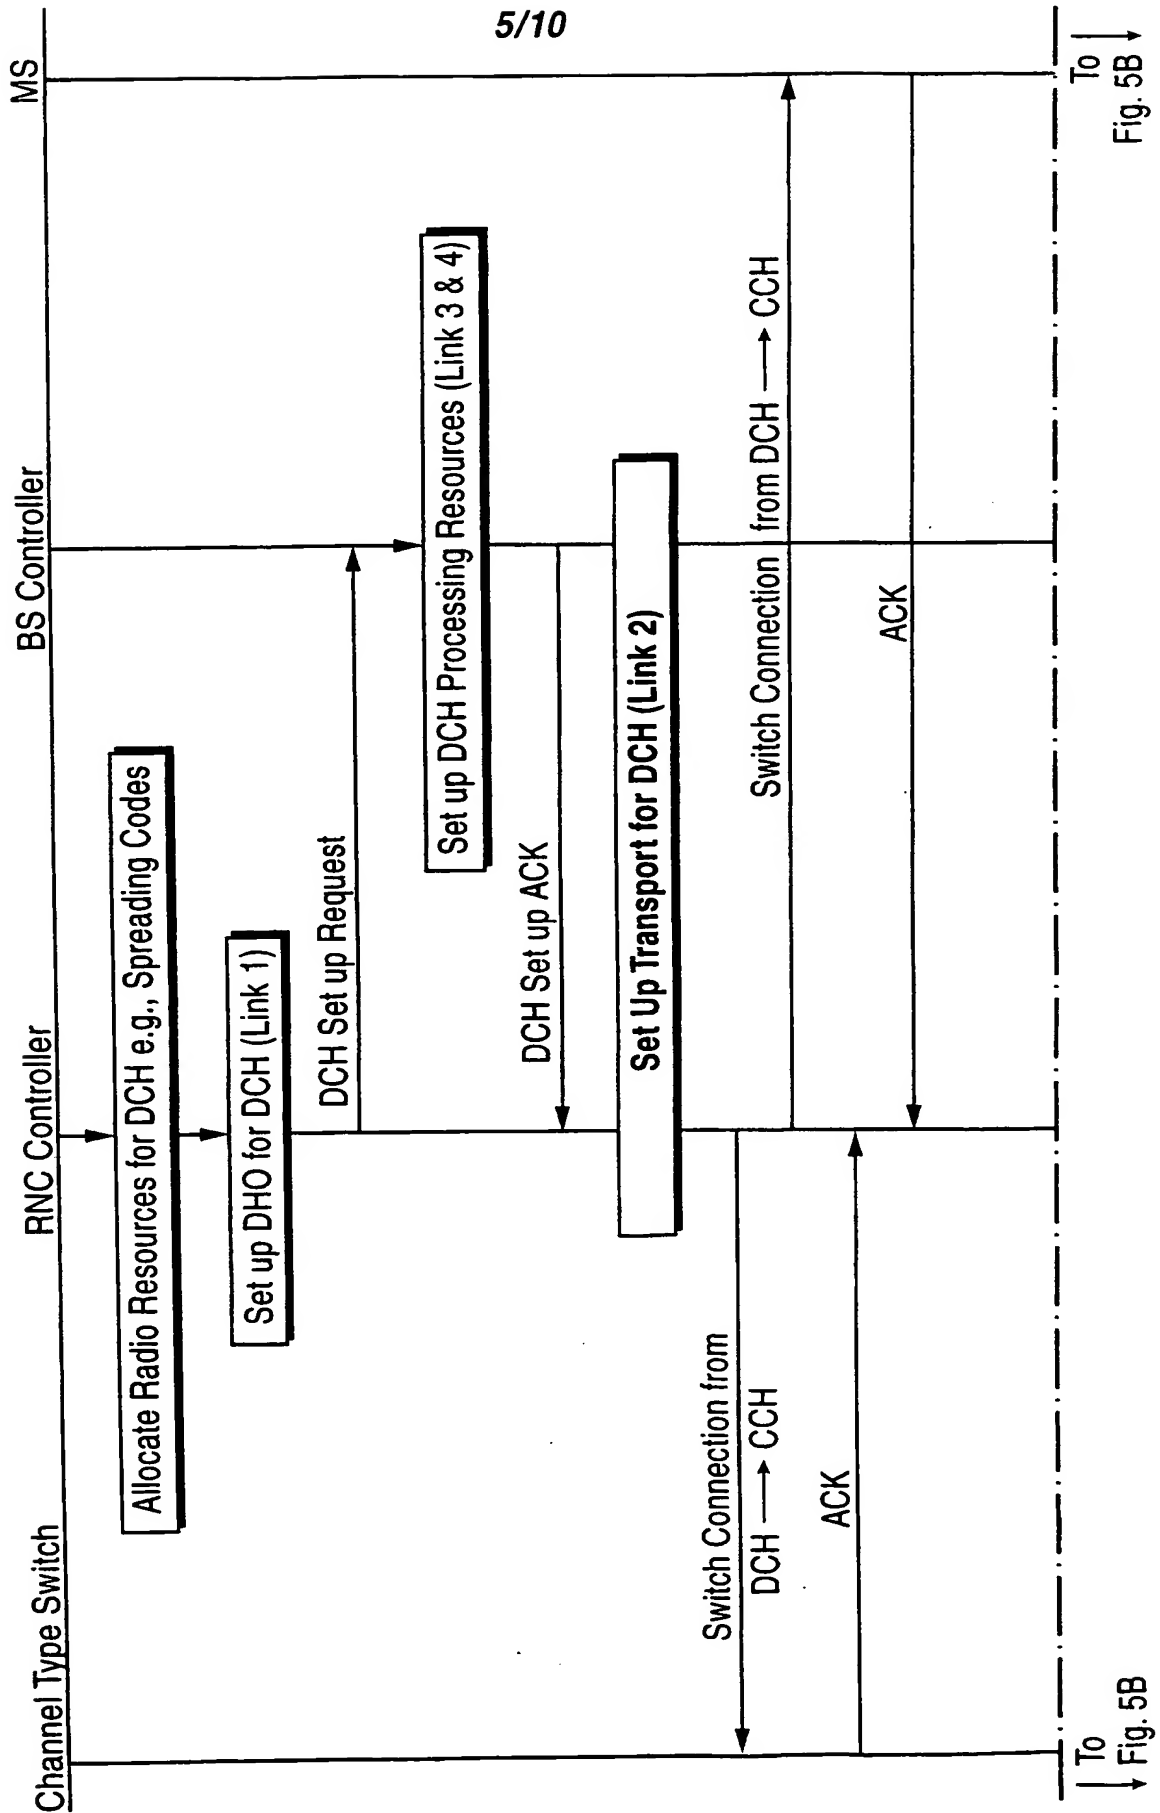 5/10
Channel Type Switch
RNC Controller
BS Controller
MS
Allocate Radio Resources for DCH e.g., Spreading Codes
Set up DHO for DCH (Link 1)
DCH Set up Request
Set up DCH Processing Resources (Link 3 & 4)
DCH Set up ACK
Set Up Transport for DCH (Link 2)
Switch Connection from
DCH → CCH
Switch Connection from DCH → CCH
ACK
ACK
To
Fig. 5B
To
Fig. 5B